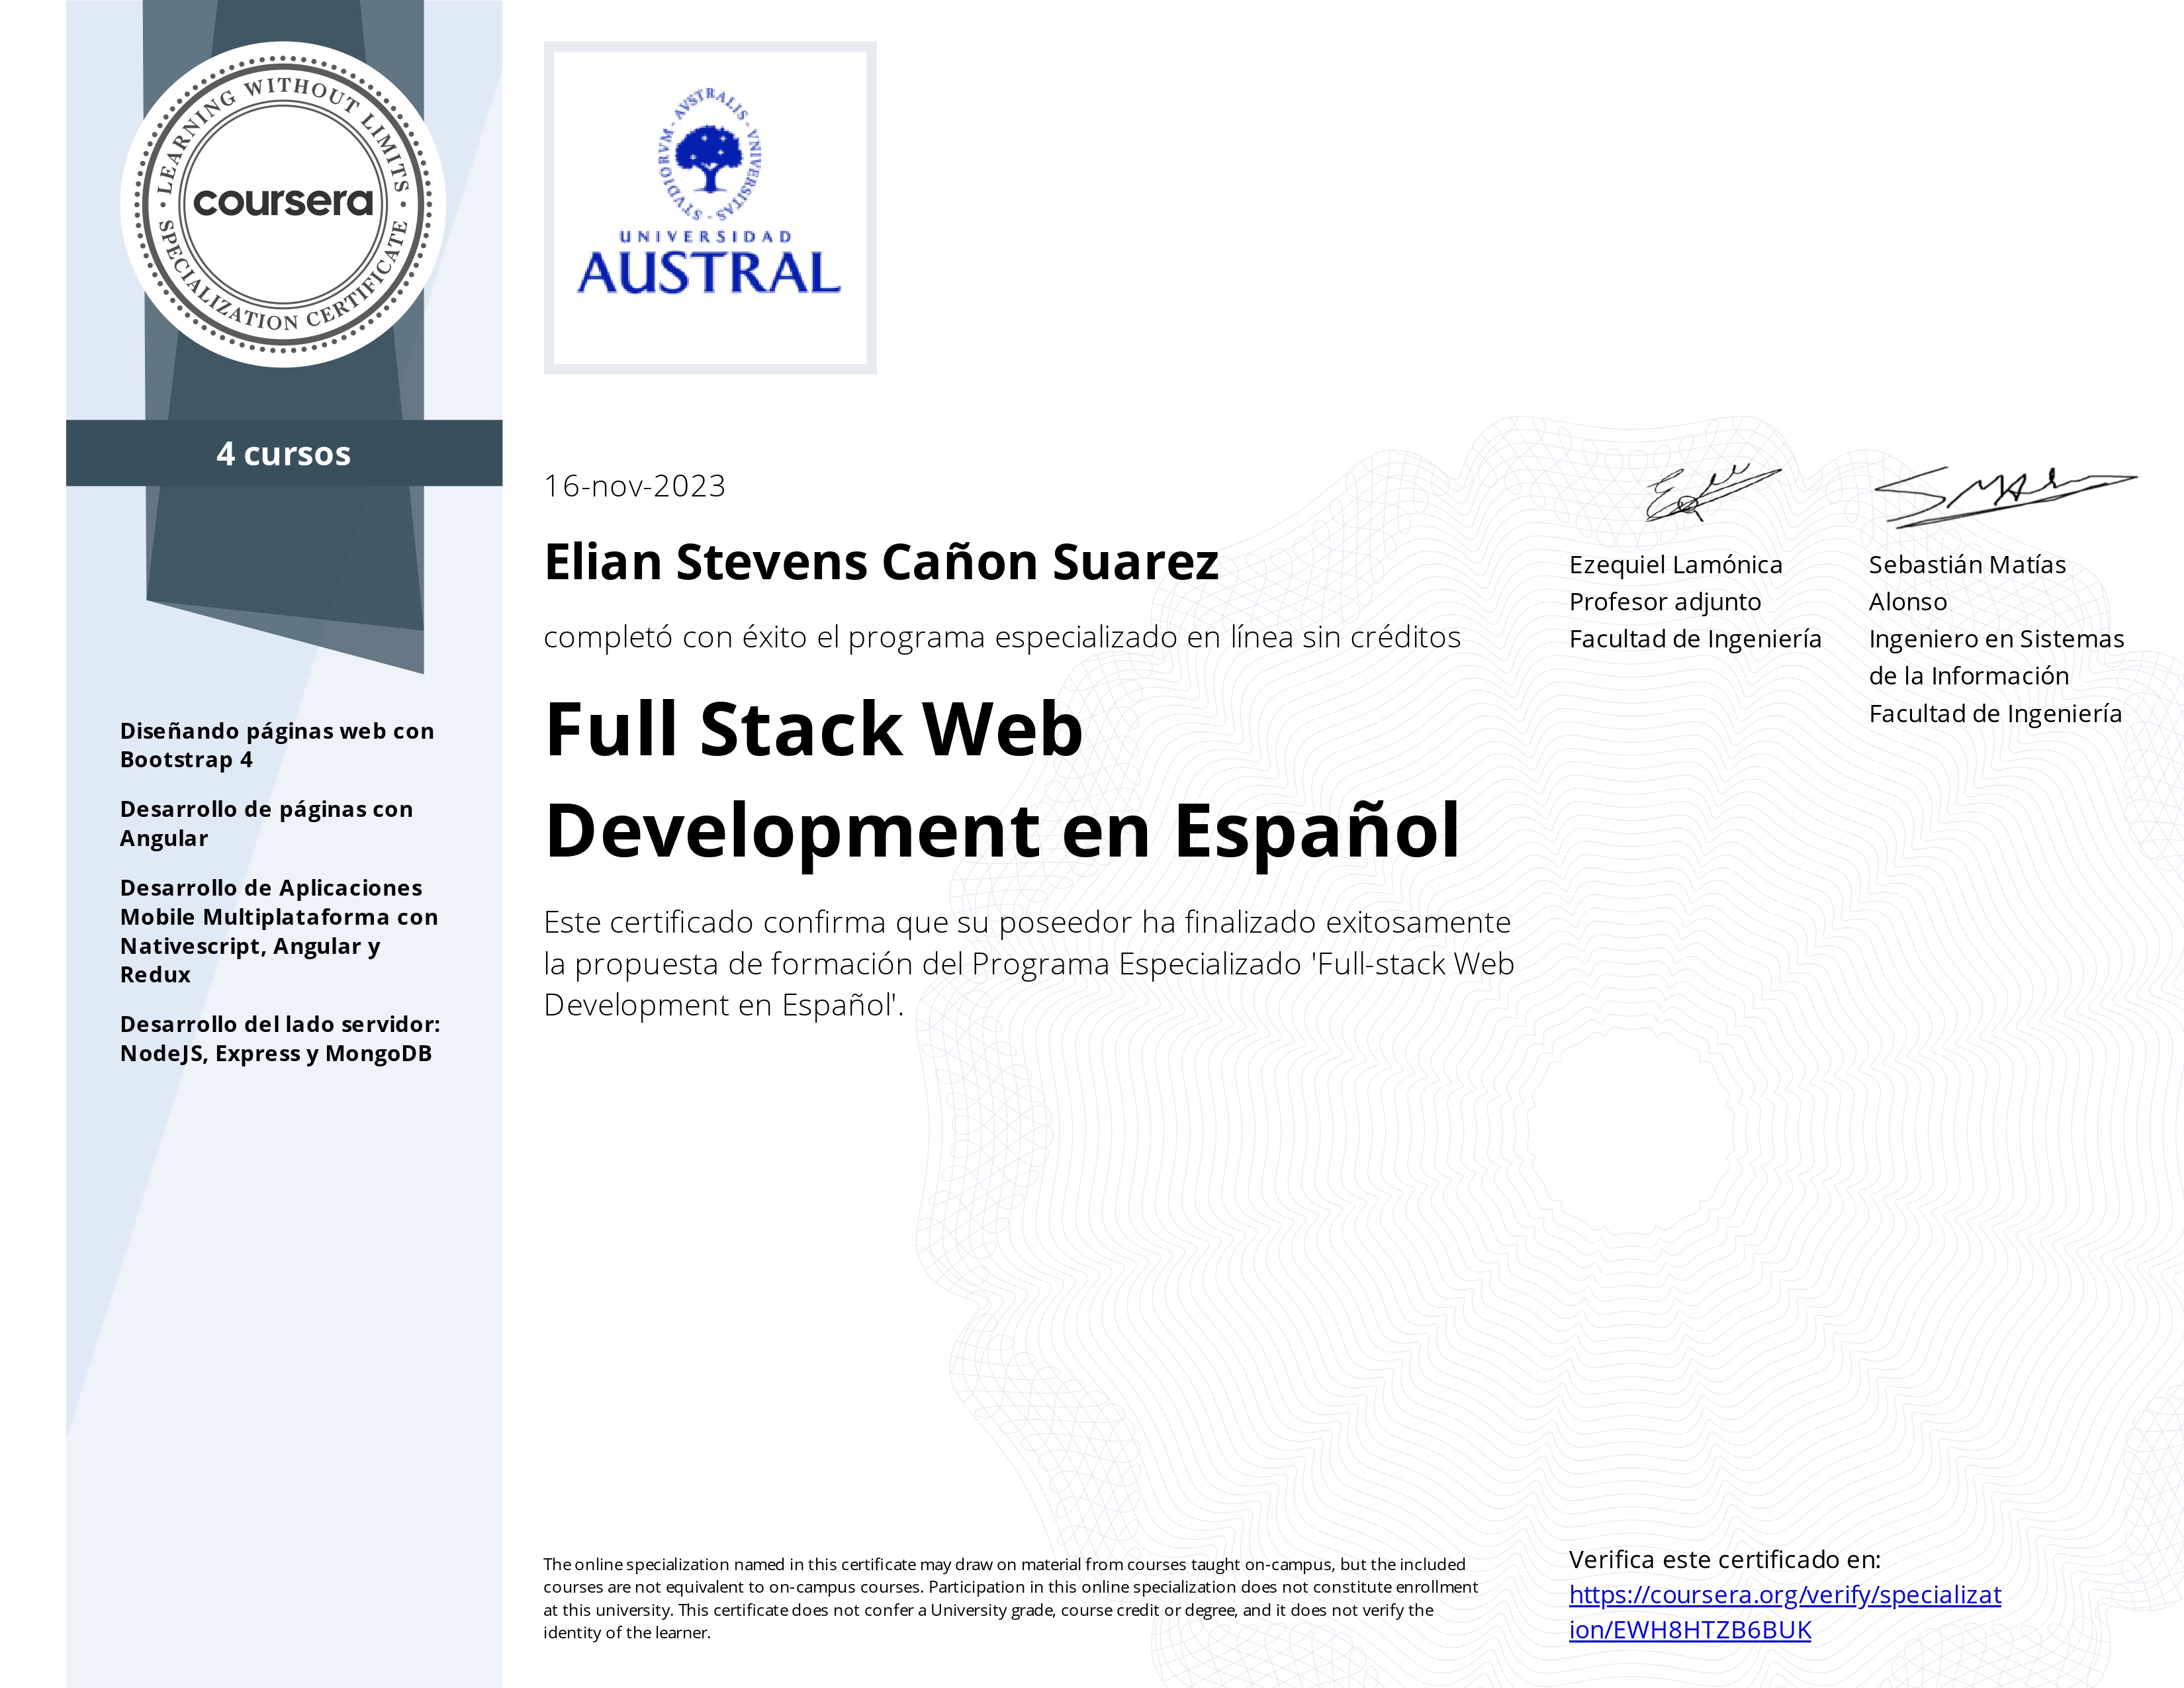 LEARNING WITHOUT LIMITS
coursera
SPECIALIZATION CERTIFICATE
4 cursos
Diseñando páginas web con
Bootstrap 4
Desarrollo de páginas con
Angular
Desarrollo de Aplicaciones
Mobile Multiplataforma con
Nativescript, Angular y
Redux
Desarrollo del lado servidor:
NodeJS, Express y MongoDB
STVDIORVM - AVSTRALIS - VNIVERSITAS -
UNIVERSIDAD
AUSTRAL
16-nov-2023
Elian Stevens Cañon Suarez
completó con éxito el programa especializado en línea sin créditos
Full Stack Web
Development en Español
Este certificado confirma que su poseedor ha finalizado exitosamente
la propuesta de formación del Programa Especializado 'Full-stack Web
Development en Español'.
Ezequiel Lamónica
Profesor adjunto
Facultad de Ingeniería
Sebastián Matías
Alonso
Ingeniero en Sistemas
de la Información
Facultad de Ingeniería
The online specialization named in this certificate may draw on material from courses taught on-campus, but the included
courses are not equivalent to on-campus courses. Participation in this online specialization does not constitute enrollment
at this university. This certificate does not confer a University grade, course credit or degree, and it does not verify the
identity of the learner.
Verifica este certificado en:
https://coursera.org/verify/specializat
ion/EWH8HTZB6BUK